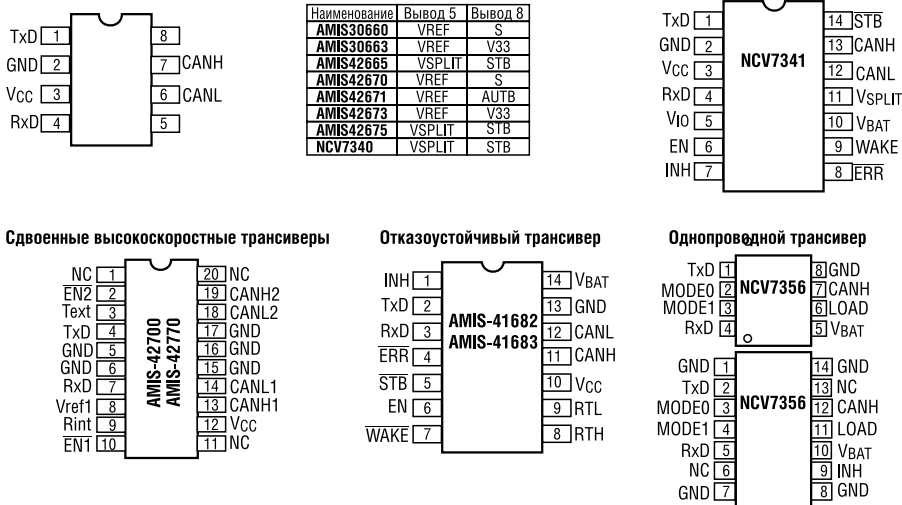 TxD 1 8
GND 2 7 CANH
VCC 3 6 CANL
RxD 4 5
Наименование Вывод 5 Вывод 8
AMIS30660 VREF S
AMIS30663 VREF V33
AMIS42665 VSPLIT STB
AMIS42670 VREF S
AMIS42671 VREF AUTB
AMIS42673 VREF V33
AMIS42675 VSPLIT STB
NCV7340 VSPLIT STB
NCV7341
TxD 1 14 STB
GND 2 13 CANH
VCC 3 12 CANL
RxD 4 11 VSPLIT
VIO 5 10 VBAT
EN 6 9 WAKE
INH 7 8 ERR
Сдвоенные высокоскоростные трансиверы
AMIS-42700
AMIS-42770
NC 1 20 NC
EN2 2 19 CANH2
Text 3 18 CANL2
TxD 4 17 GND
GND 5 16 GND
GND 6 15 GND
RxD 7 14 CANL1
Vref1 8 13 CANH1
Rint 9 12 VCC
EN1 10 11 NC
Отказоустойчивый трансивер
AMIS-41682
AMIS-41683
INH 1 14 VBAT
TxD 2 13 GND
RxD 3 12 CANL
ERR 4 11 CANH
STB 5 10 VCC
EN 6 9 RTL
WAKE 7 8 RTH
Однопроводной трансивер
NCV7356
TxD 1 8 GND
MODE0 2 7 CANH
MODE1 3 6 LOAD
RxD 4 5 VBAT
NCV7356
GND 1 14 GND
TxD 2 13 NC
MODE0 3 12 CANH
MODE1 4 11 LOAD
RxD 5 10 VBAT
NC 6 9 INH
GND 7 8 GND